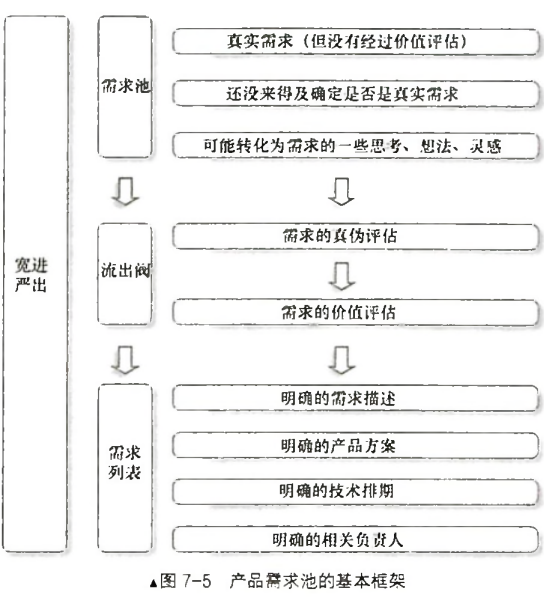 宽进
严出
需求池
真实需求（但没有经过价值评估）
还没来得及确定是否是真实需求
可能转化为需求的一些思考、想法、灵感
流出阀
需求的真伪评估
需求的价值评估
需求
列表
明确的需求描述
明确的产品方案
明确的技术排期
明确的相关负责人
▲图 7-5 产品需求池的基本框架